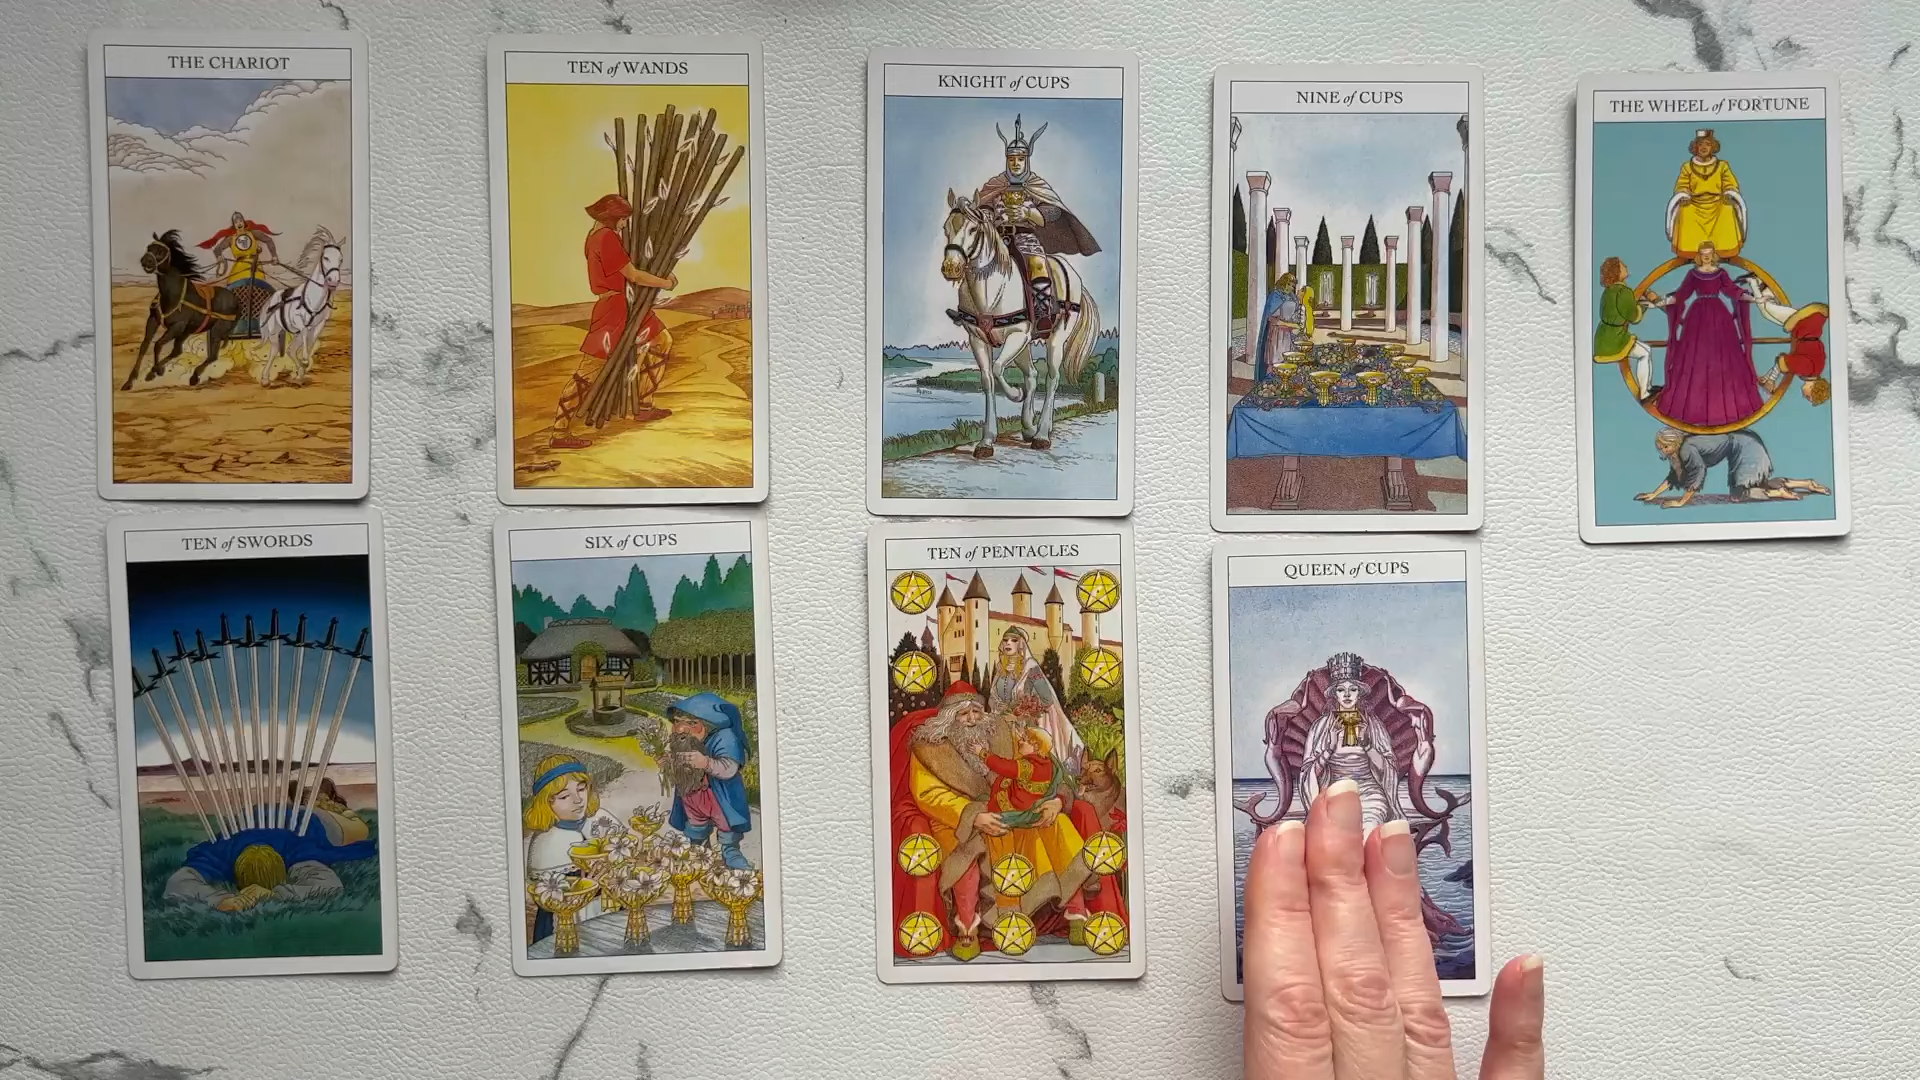 THE CHARIOT
TEN of WANDS
KNIGHT of CUPS
NINE of CUPS
THE WHEEL of FORTUNE
TEN of SWORDS
SIX of CUPS
TEN of PENTACLES
QUEEN of CUPS